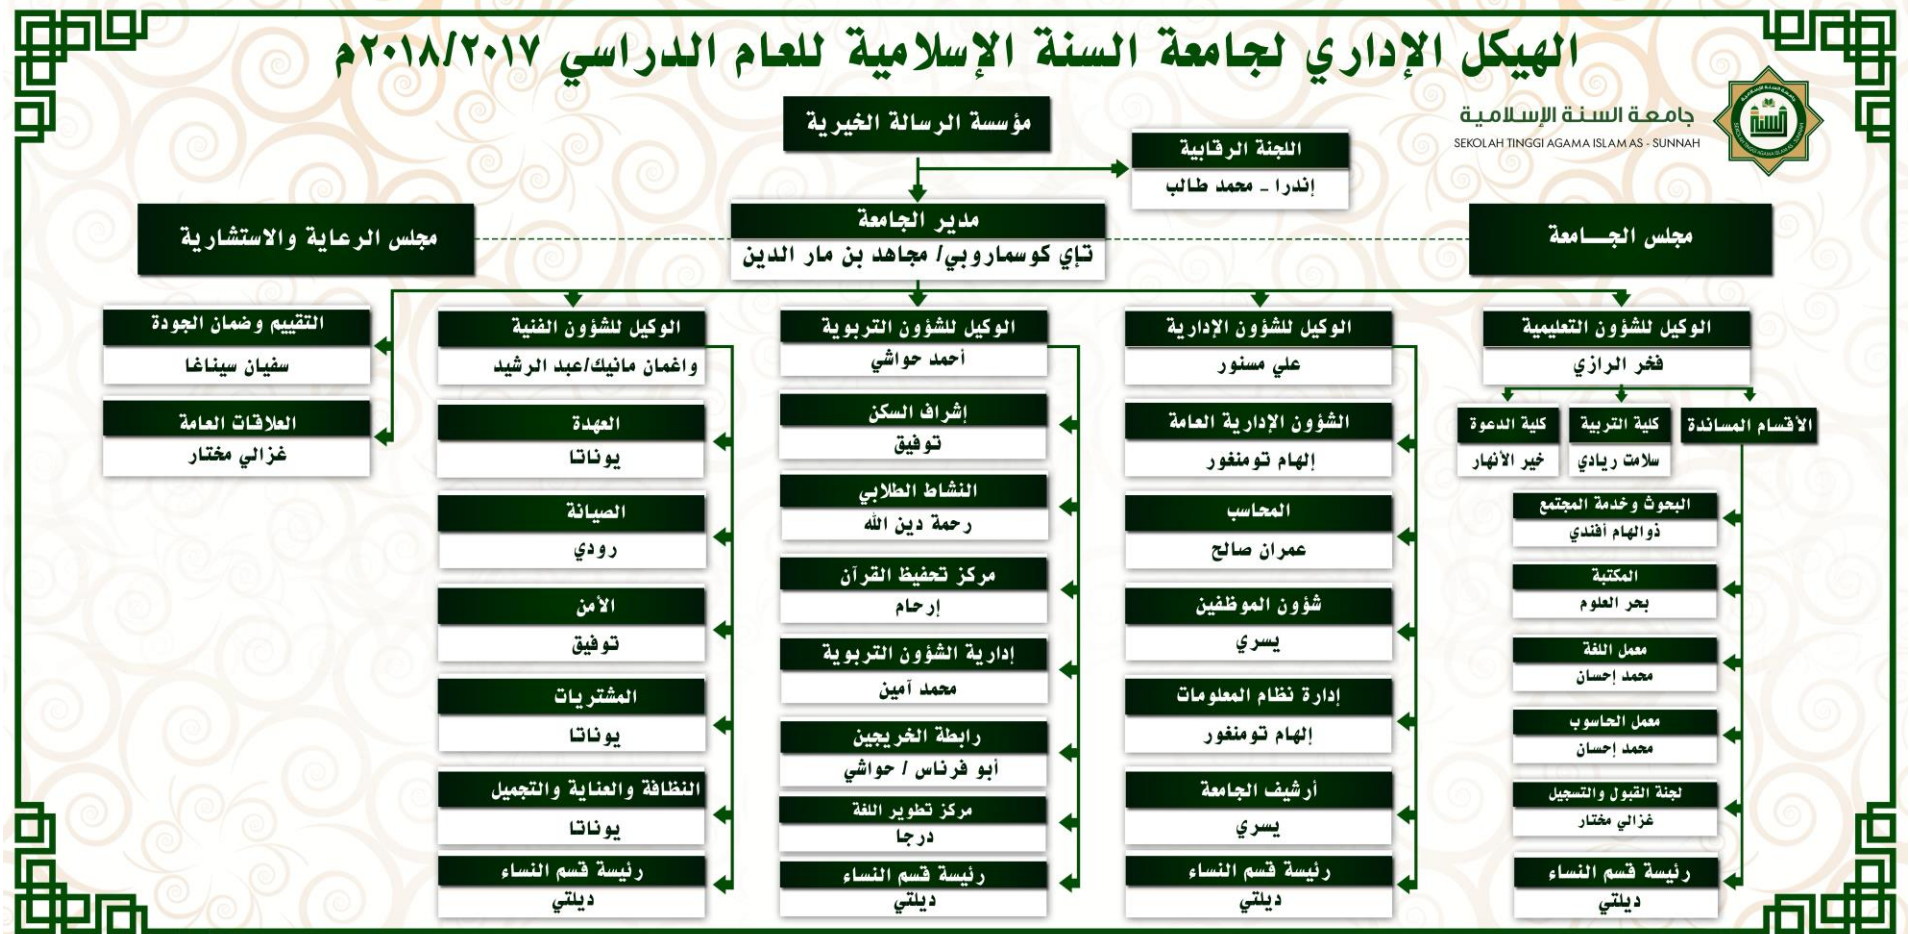 الهيكل الإداري لجامعة السنة الإسلامية للعام الدراسي ٢٠١٨/٢٠١٧م
جامعة السنة الإسلامية
SEKOLAH TINGGI AGAMA ISLAM AS - SUNNAH
السنة
مؤسسة الرسالة الخيرية
اللجنة الرقابية
إندرا - محمد طالب
مجلس الجـــامعة
مدير الجامعة
تإي كوسماروبي/ مجاهد بن مار الدين
مجلس الرعاية والاستشارية
الوكيل للشؤون التعليمية
فخر الرازي
الأقسام المساندة
كلية التربية
سلامت ريادي
كلية الدعوة
خير الأنهار
البحوث وخدمة المجتمع
ذوالهام أفندي
المكتبة
بحر العلوم
معمل اللغة
محمد إحسان
معمل الحاسوب
محمد إحسان
لجنة القبول والتسجيل
غزالي مختار
رئيسة قسم النساء
ديلتي
الوكيل للشؤون الإدارية
علي مسنور
الشؤون الإدارية العامة
إلهام تومنغور
المحاسب
عمران صالح
شؤون الموظفين
يسري
إدارة نظام المعلومات
إلهام تومنغور
أرشيف الجامعة
يسري
رئيسة قسم النساء
ديلتي
الوكيل للشؤون التربوية
أحمد حواشي
إشراف السكن
توفيق
النشاط الطلابي
رحمة دين الله
مركز تحفيظ القرآن
إرحام
إدارية الشؤون التربوية
محمد آمين
رابطة الخريجين
أبو فرناس / حواشي
مركز تطوير اللغة
درجا
رئيسة قسم النساء
ديلتي
الوكيل للشؤون الفنية
واغمان مانيك/عبد الرشيد
العهدة
يوناتا
الصيانة
رودي
الأمن
توفيق
المشتريات
يوناتا
النظافة والعناية والتجميل
يوناتا
رئيسة قسم النساء
ديلتي
التقييم وضمان الجودة
سفيان سيناغا
العلاقات العامة
غزالي مختار